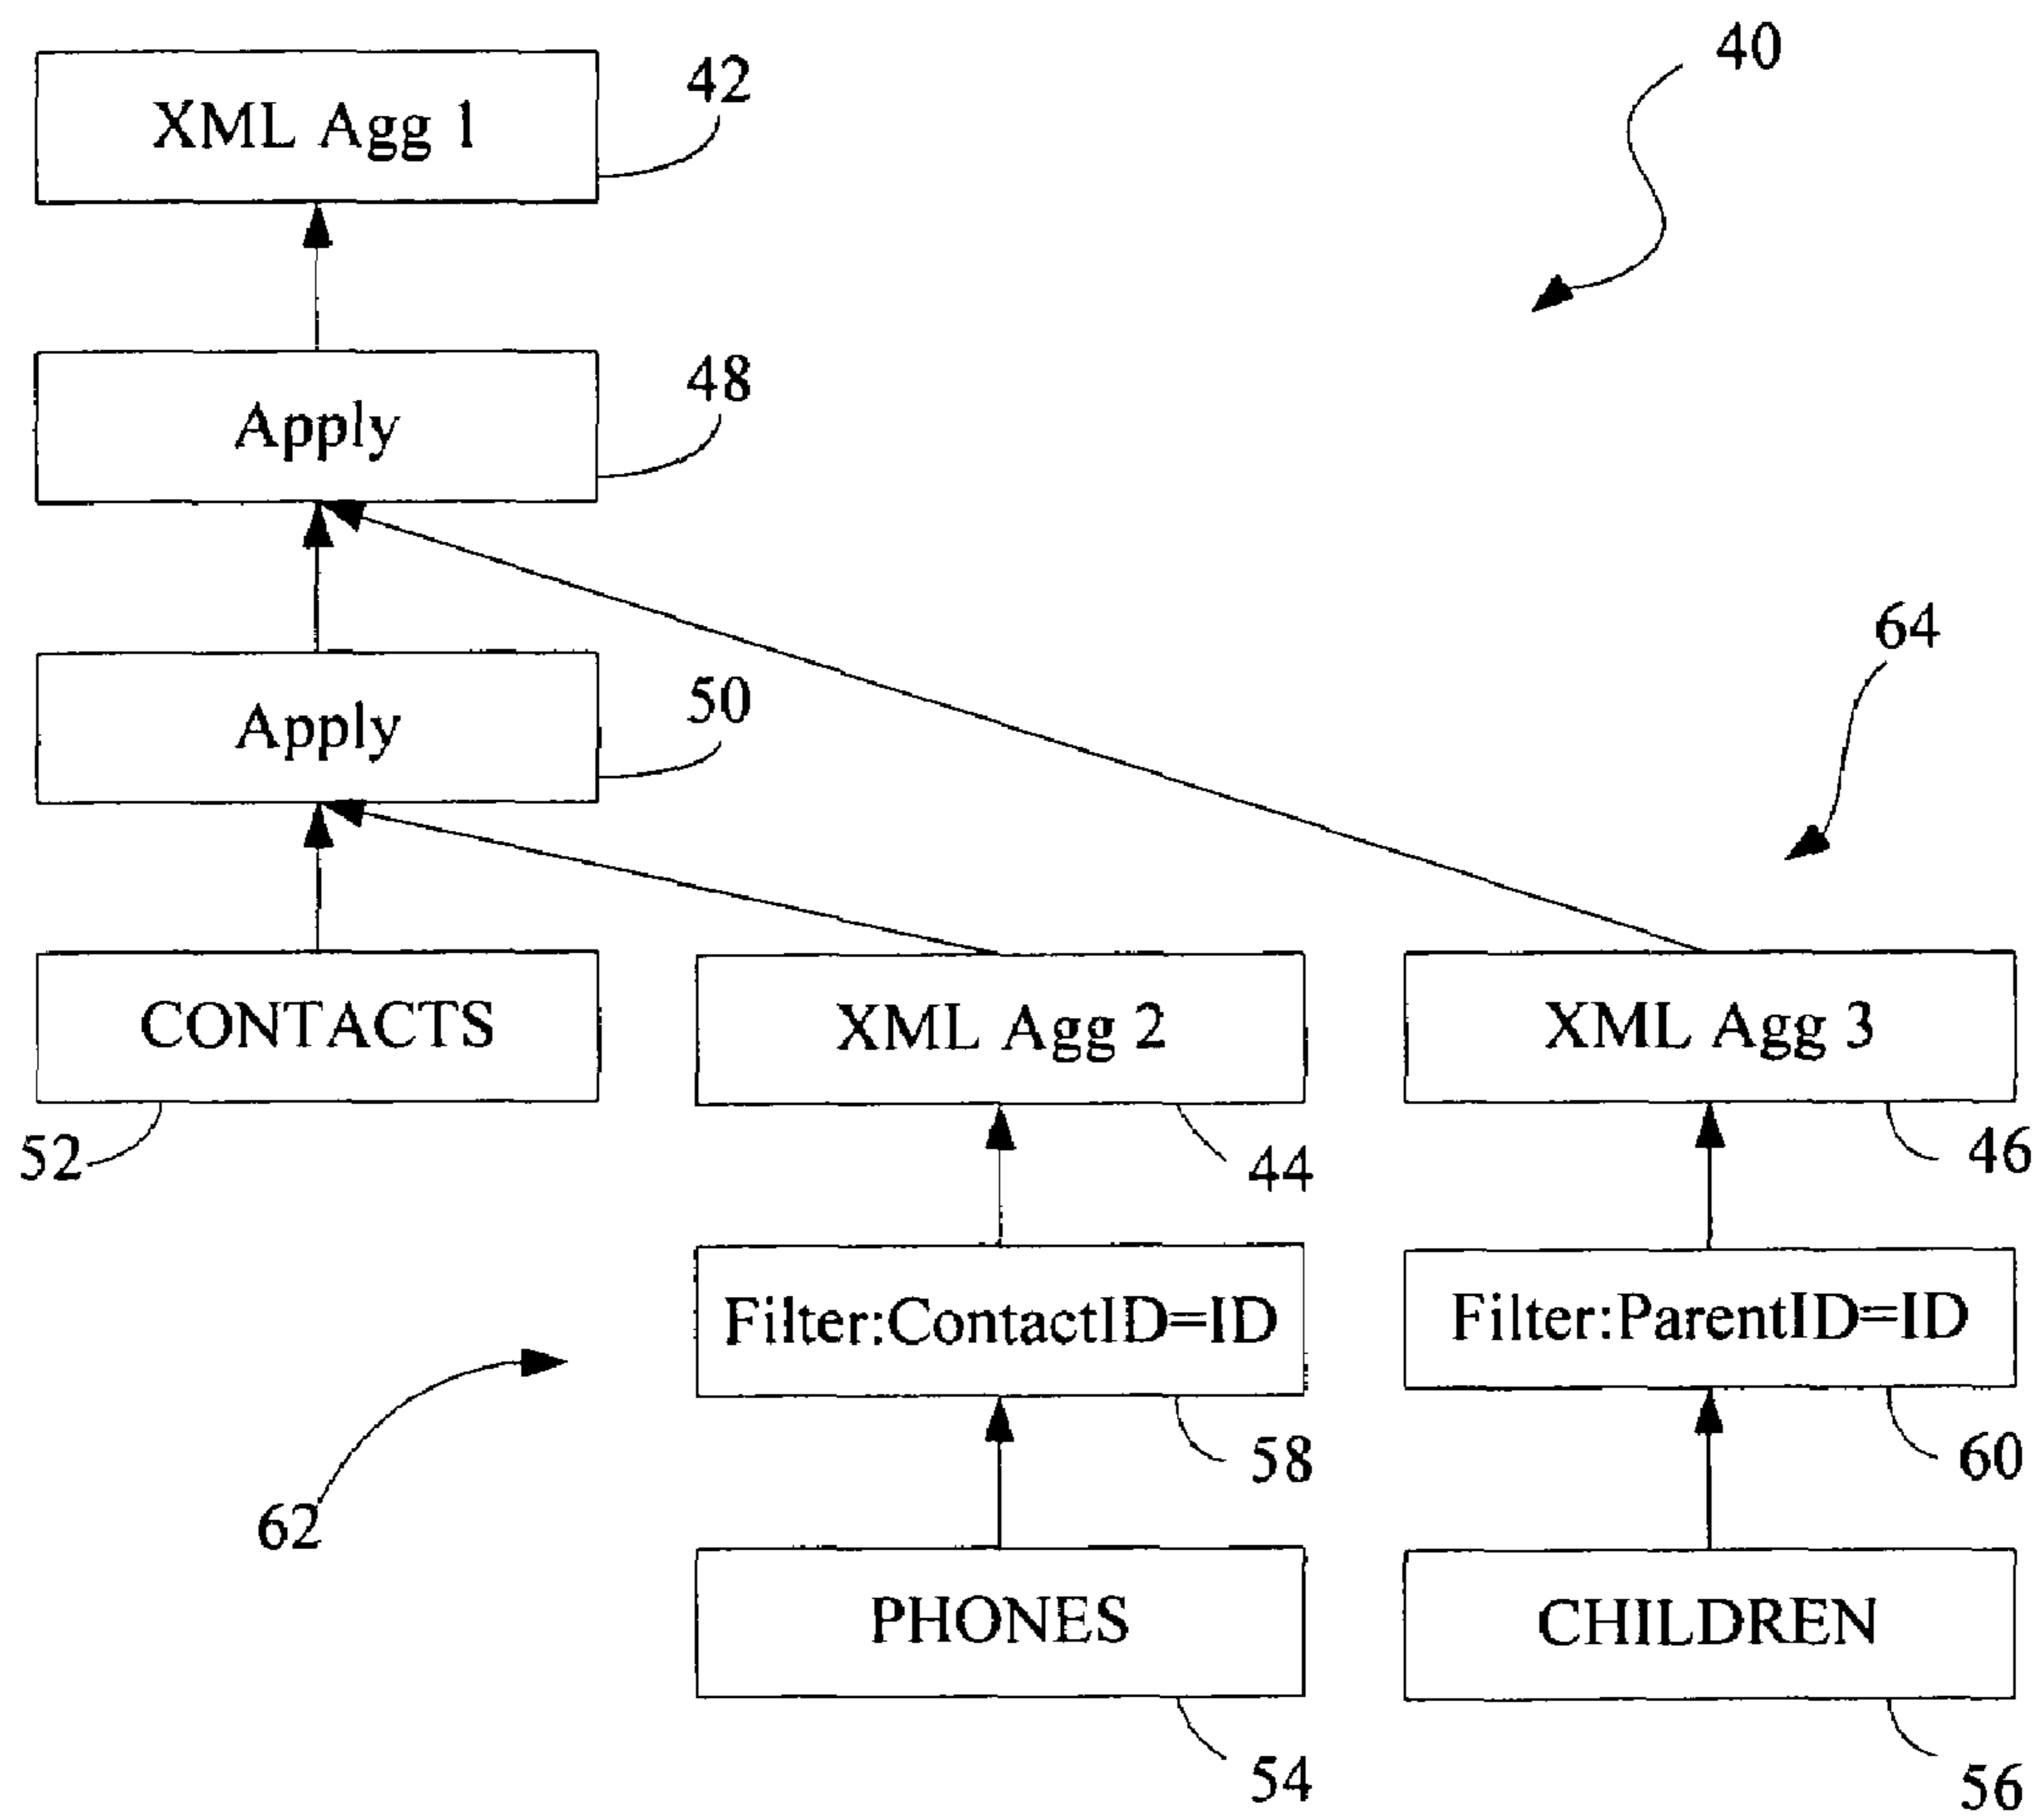 40
XML Agg 1
42
Apply
48
64
Apply
50
CONTACTS
XML Agg 2
XML Agg 3
52
44
46
Filter:ContactID=ID
Filter:ParentID=ID
62
58
60
PHONES
CHILDREN
54
56